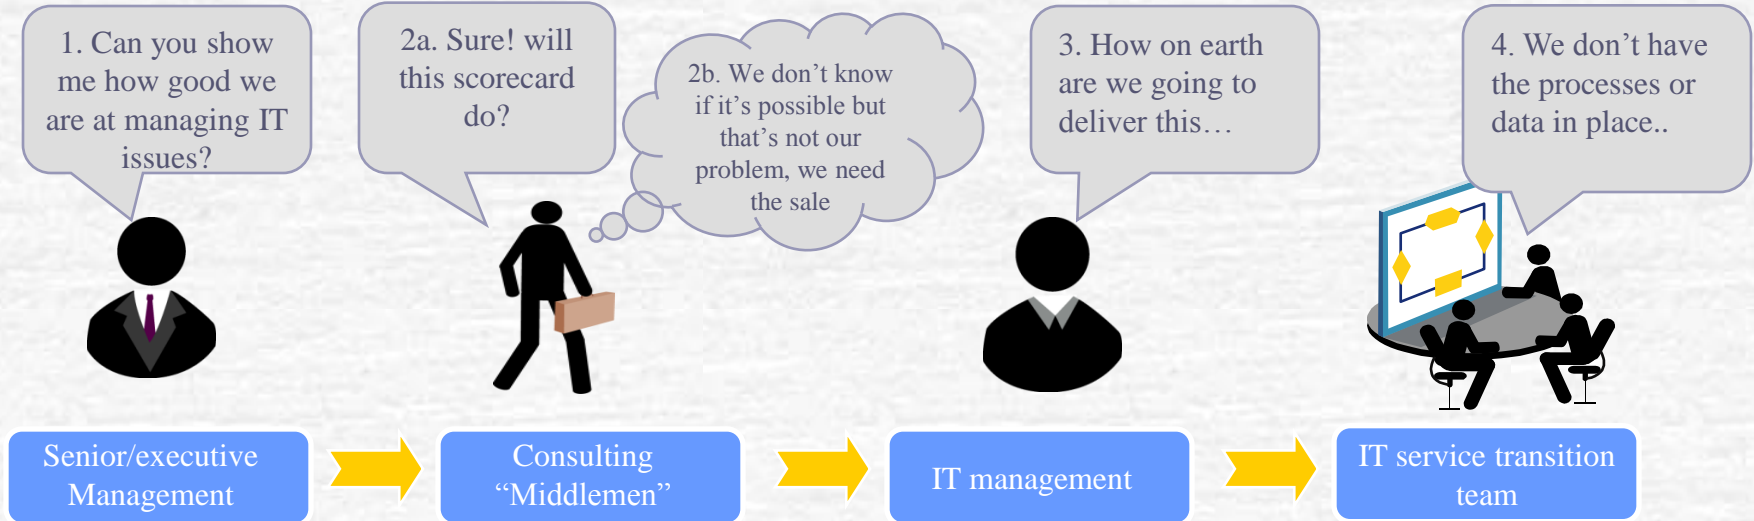 1. Can you show
me how good we
are at managing IT
issues?
2a. Sure! will
this scorecard
do?
2b. We don’t know
if it’s possible but
that’s not our
problem, we need
the sale
3. How on earth
are we going to
deliver this…
4. We don’t have
the processes or
data in place..
Senior/executive
Management
Consulting
“Middlemen”
IT management
IT service transition
team